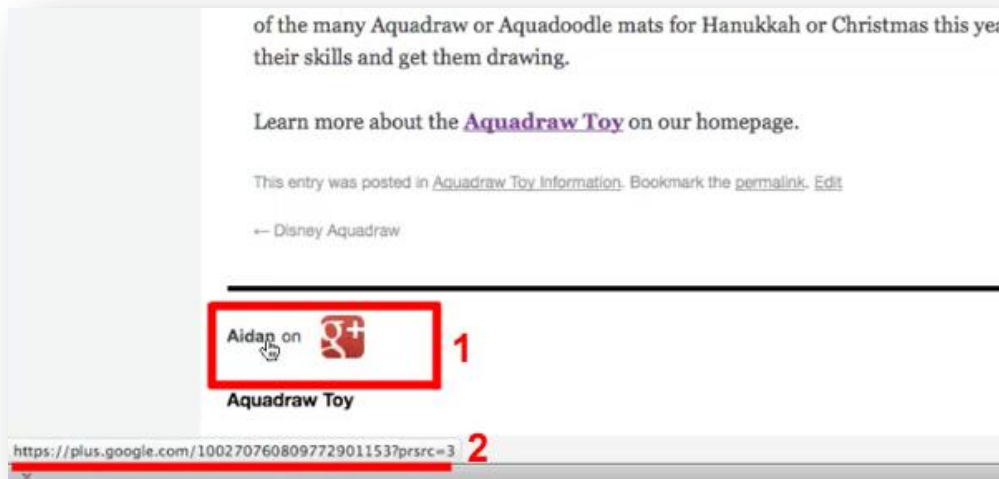 of the many Aquadraw or Aquadoodle mats for Hanukkah or Christmas this yea
their skills and get them drawing.
Learn more about the Aquadraw Toy on our homepage.
This entry was posted in Aquadraw Toy Information. Bookmark the permalink. Edit
← Disney Aquadraw
Aidan on g+ 1
Aquadraw Toy
https://plus.google.com/100270760809772901153?prsrc=3 2